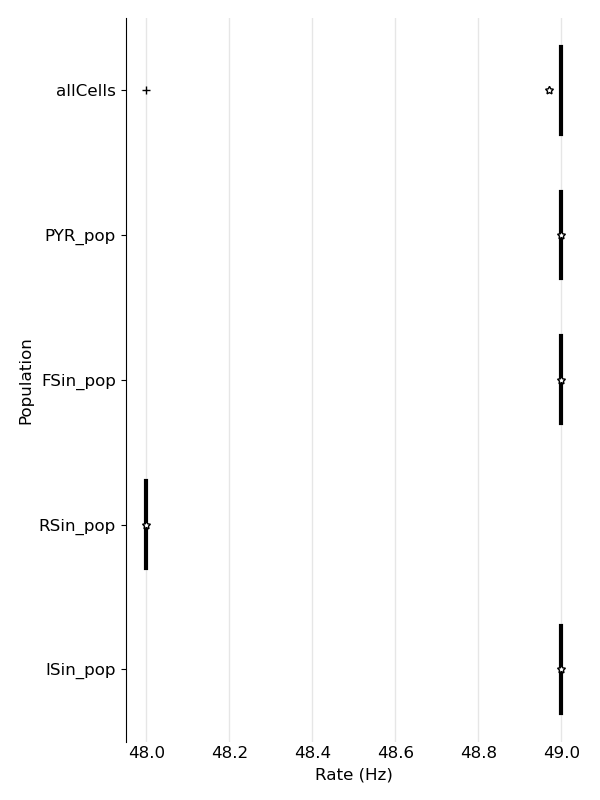 allCells
PYR_pop
FSin_pop
RSin_pop
ISin_pop
Population
48.0 48.2 48.4 48.6 48.8 49.0
Rate (Hz)